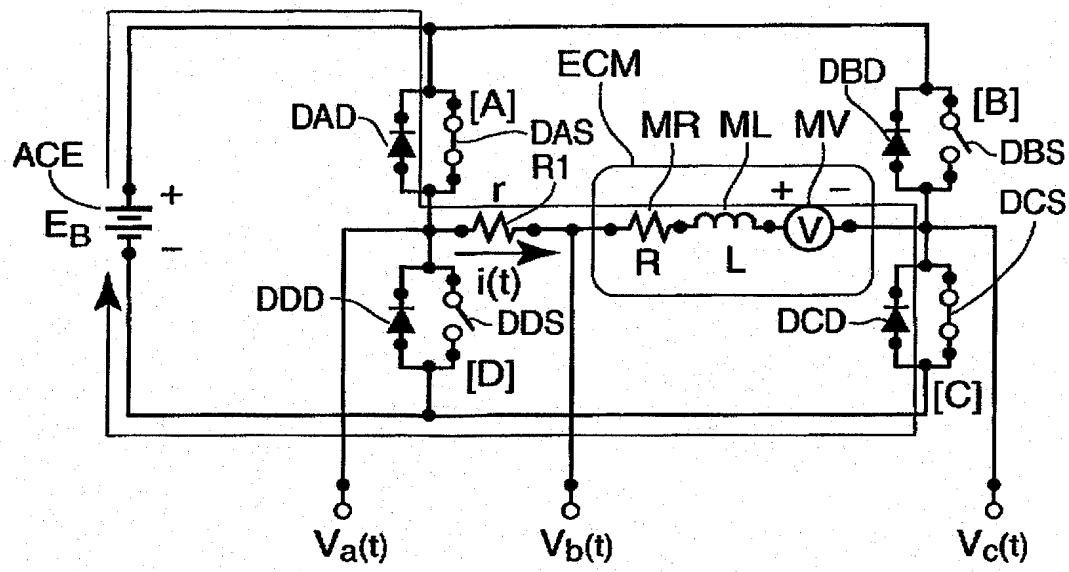 ECM
DBD
[A]
[B]
DAD
MR
ML
MV
DAS
ACE
R1
DBS
+
r
+
−
DCS
E_B
V
−
R
L
i(t)
DDD
DDS
DCD
[D]
[C]
V_a(t)
V_b(t)
V_c(t)